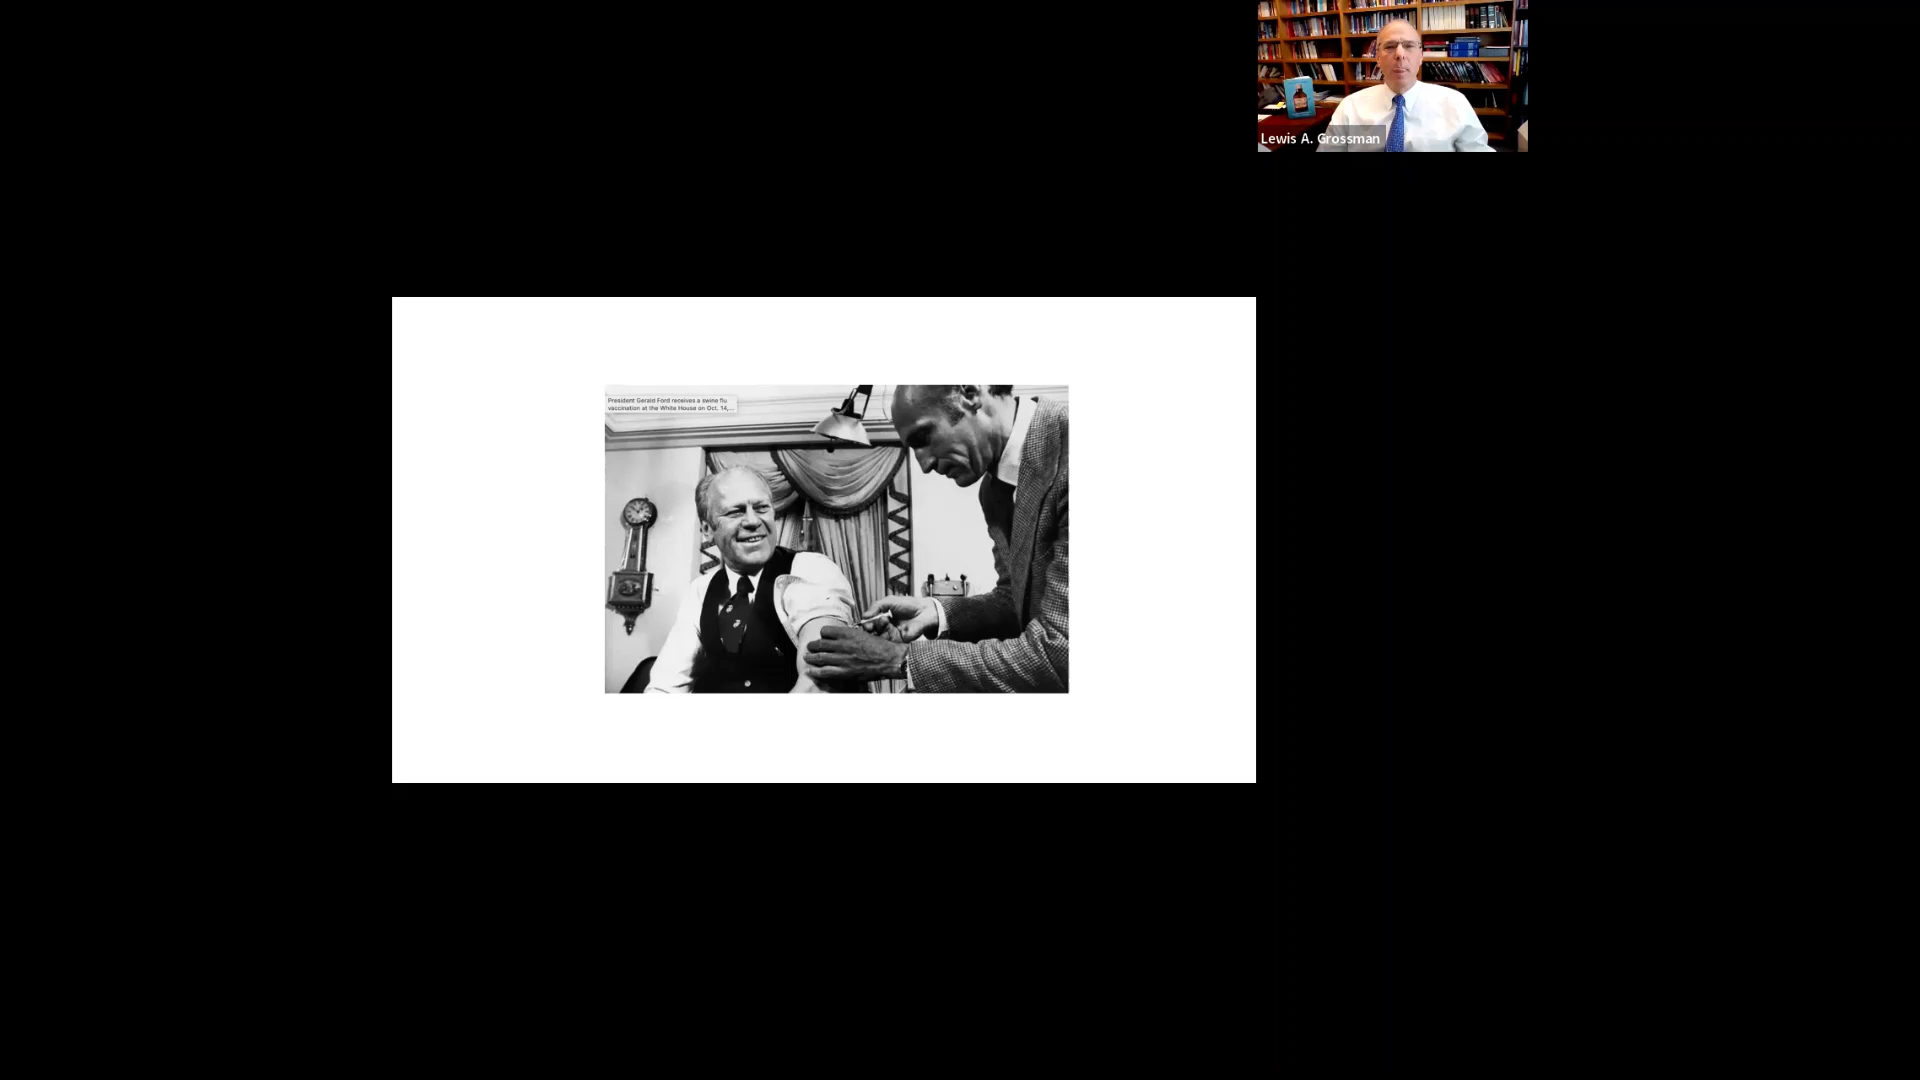 Lewis A. Grossman
President Gerald Ford receives a swine flu
vaccination at the White House on Oct. 14,...